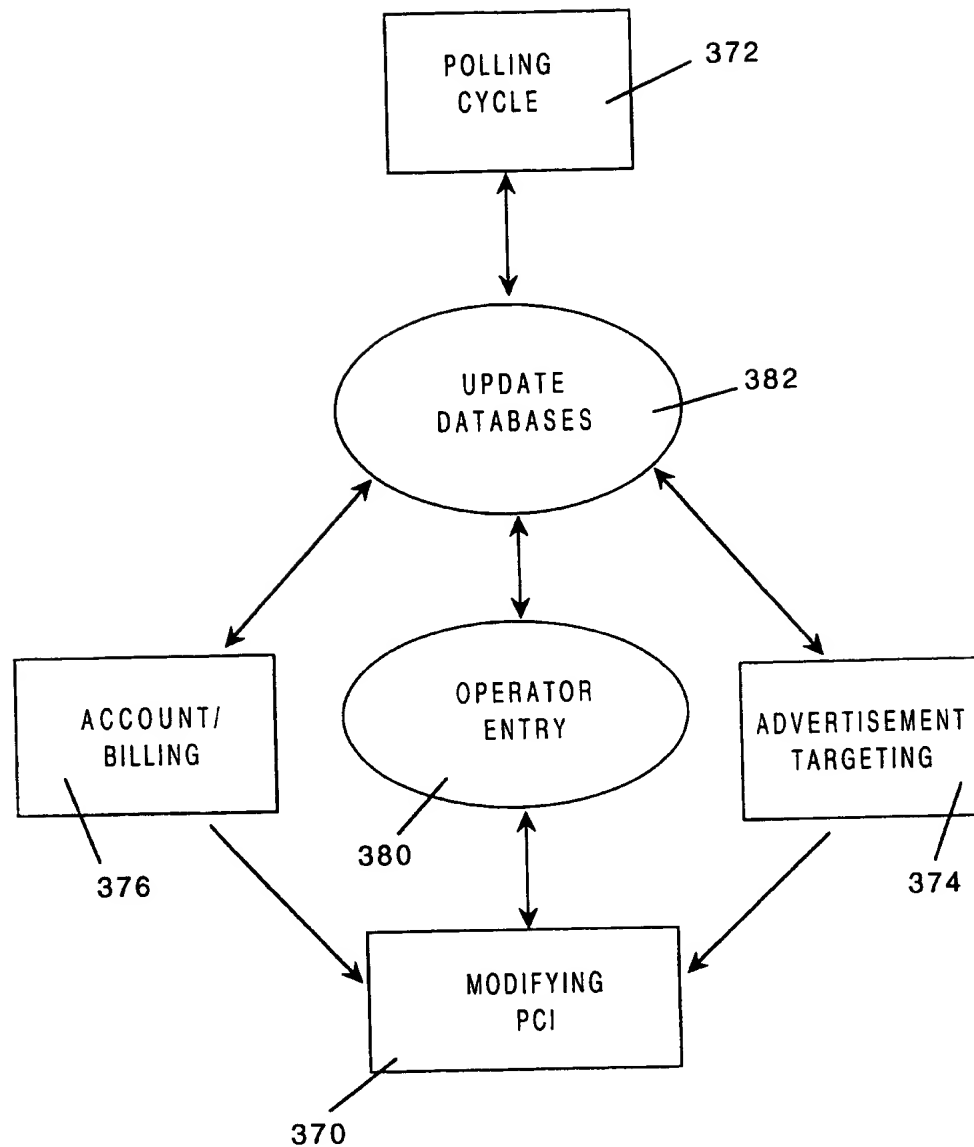 POLLING
CYCLE
372
UPDATE
DATABASES
382
ACCOUNT/
BILLING
376
OPERATOR
ENTRY
380
ADVERTISEMENT
TARGETING
374
MODIFYING
PCI
370